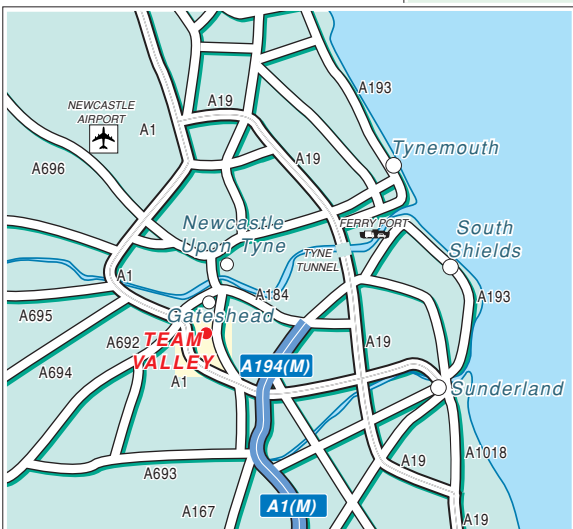 A193
A19
NEWCASTLE
AIRPORT
A1
A19
Tynemouth
A696
Newcastle
Upon Tyne
FERRY PORT
South
Shields
TYNE
TUNNEL
A1
A184
A193
A695
Gateshead
TEAM
VALLEY
A692
A19
A194(M)
A694
A1
Sunderland
A1018
A19
A693
A167
A1(M)
A19